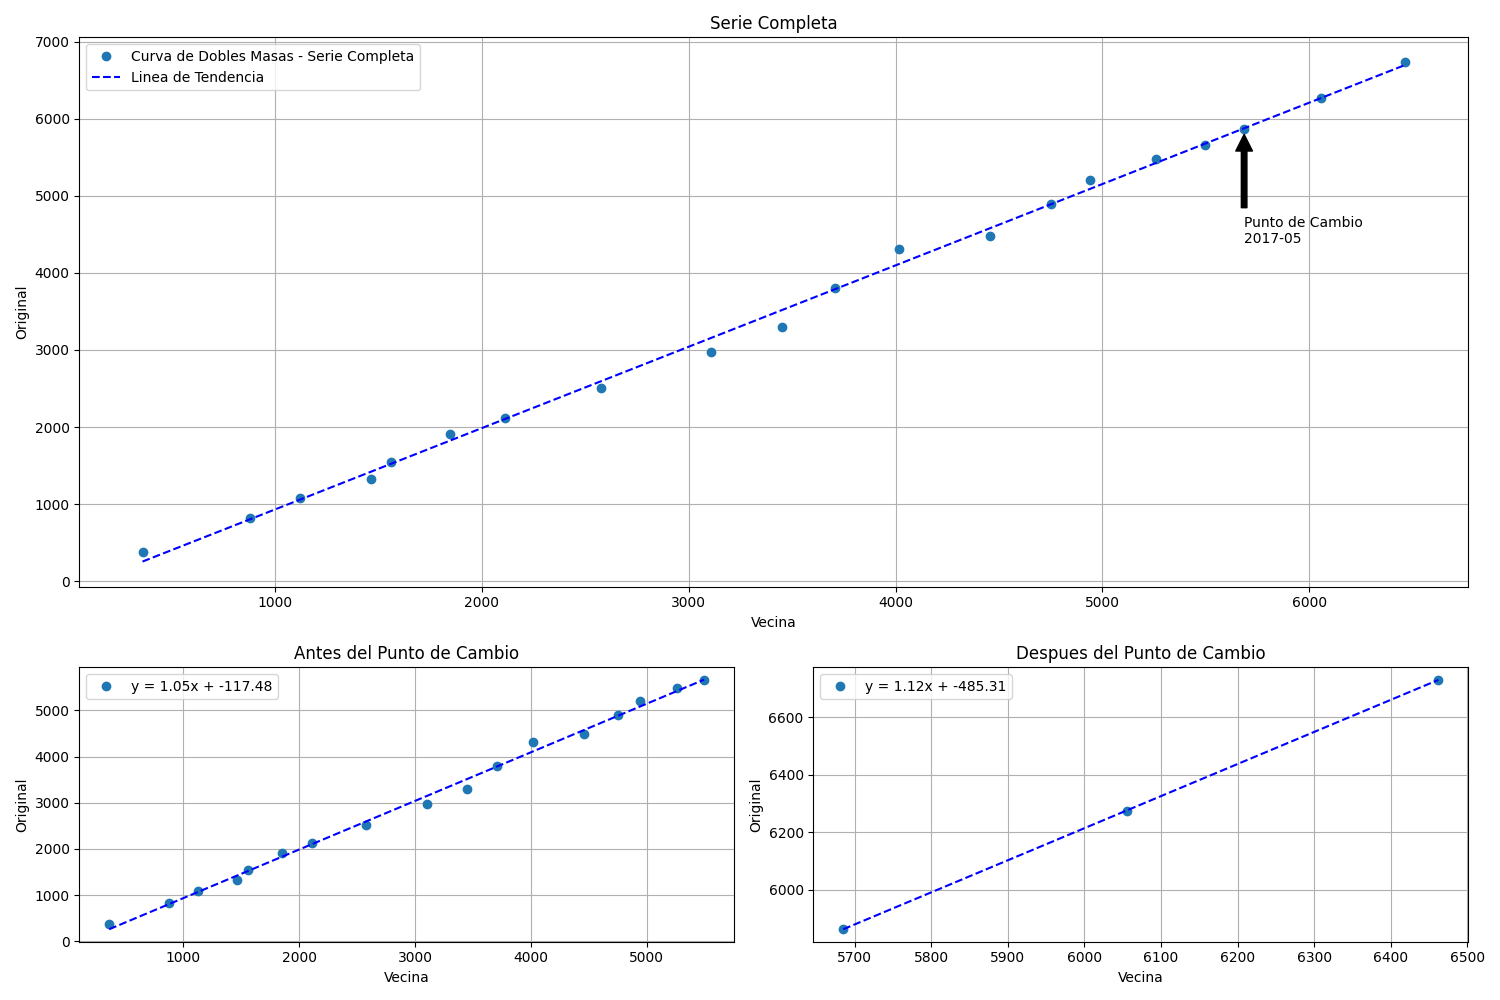 Serie Completa
Curva de Dobles Masas - Serie Completa
Linea de Tendencia
7000
6000
5000
4000
3000
2000
1000
0
Original
Punto de Cambio
2017-05
1000 2000 3000 4000 5000 6000
Vecina
Antes del Punto de Cambio
y = 1.05x + -117.48
5000
4000
3000
2000
1000
0
Original
1000 2000 3000 4000 5000
Vecina
Despues del Punto de Cambio
y = 1.12x + -485.31
6600
6400
6200
6000
Original
5700 5800 5900 6000 6100 6200 6300 6400 6500
Vecina